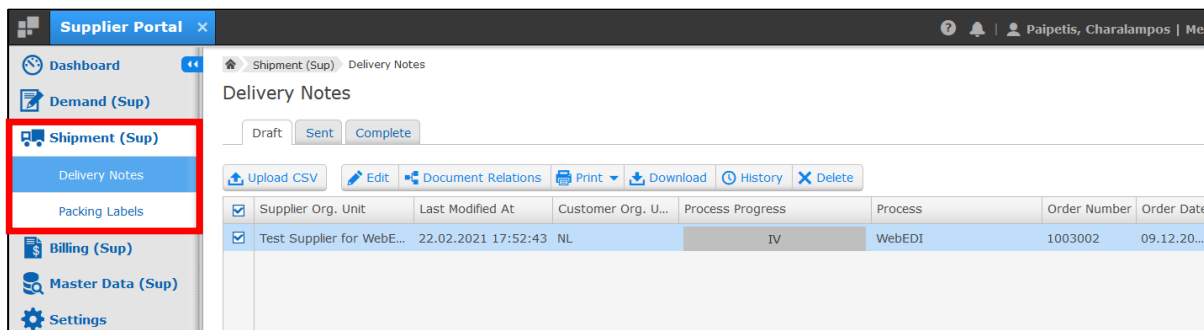 Supplier Portal ×
Paipetis, Charalampos | Me
Dashboard
Demand (Sup)
Shipment (Sup)
Delivery Notes
Packing Labels
Billing (Sup)
Master Data (Sup)
Settings
Shipment (Sup) Delivery Notes
Delivery Notes
Draft Sent Complete
Upload CSV Edit Document Relations Print Download History Delete
Supplier Org. Unit Last Modified At Customer Org. U... Process Progress Process Order Number Order Date
Test Supplier for WebE... 22.02.2021 17:52:43 NL IV WebEDI 1003002 09.12.20...